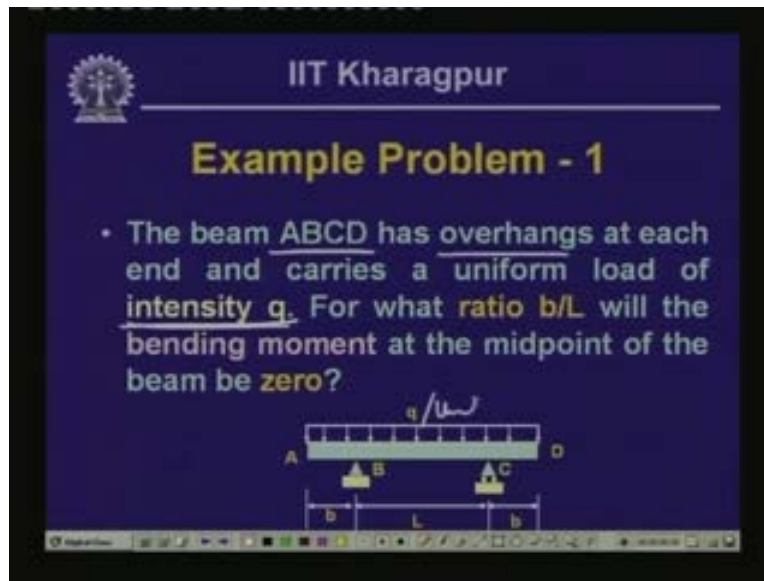 IIT Kharagpur
Example Problem - 1
• The beam ABCD has overhangs at each
end and carries a uniform load of
intensity q. For what ratio b/L will the
bending moment at the midpoint of the
beam be zero?
q
A B C D
b L b